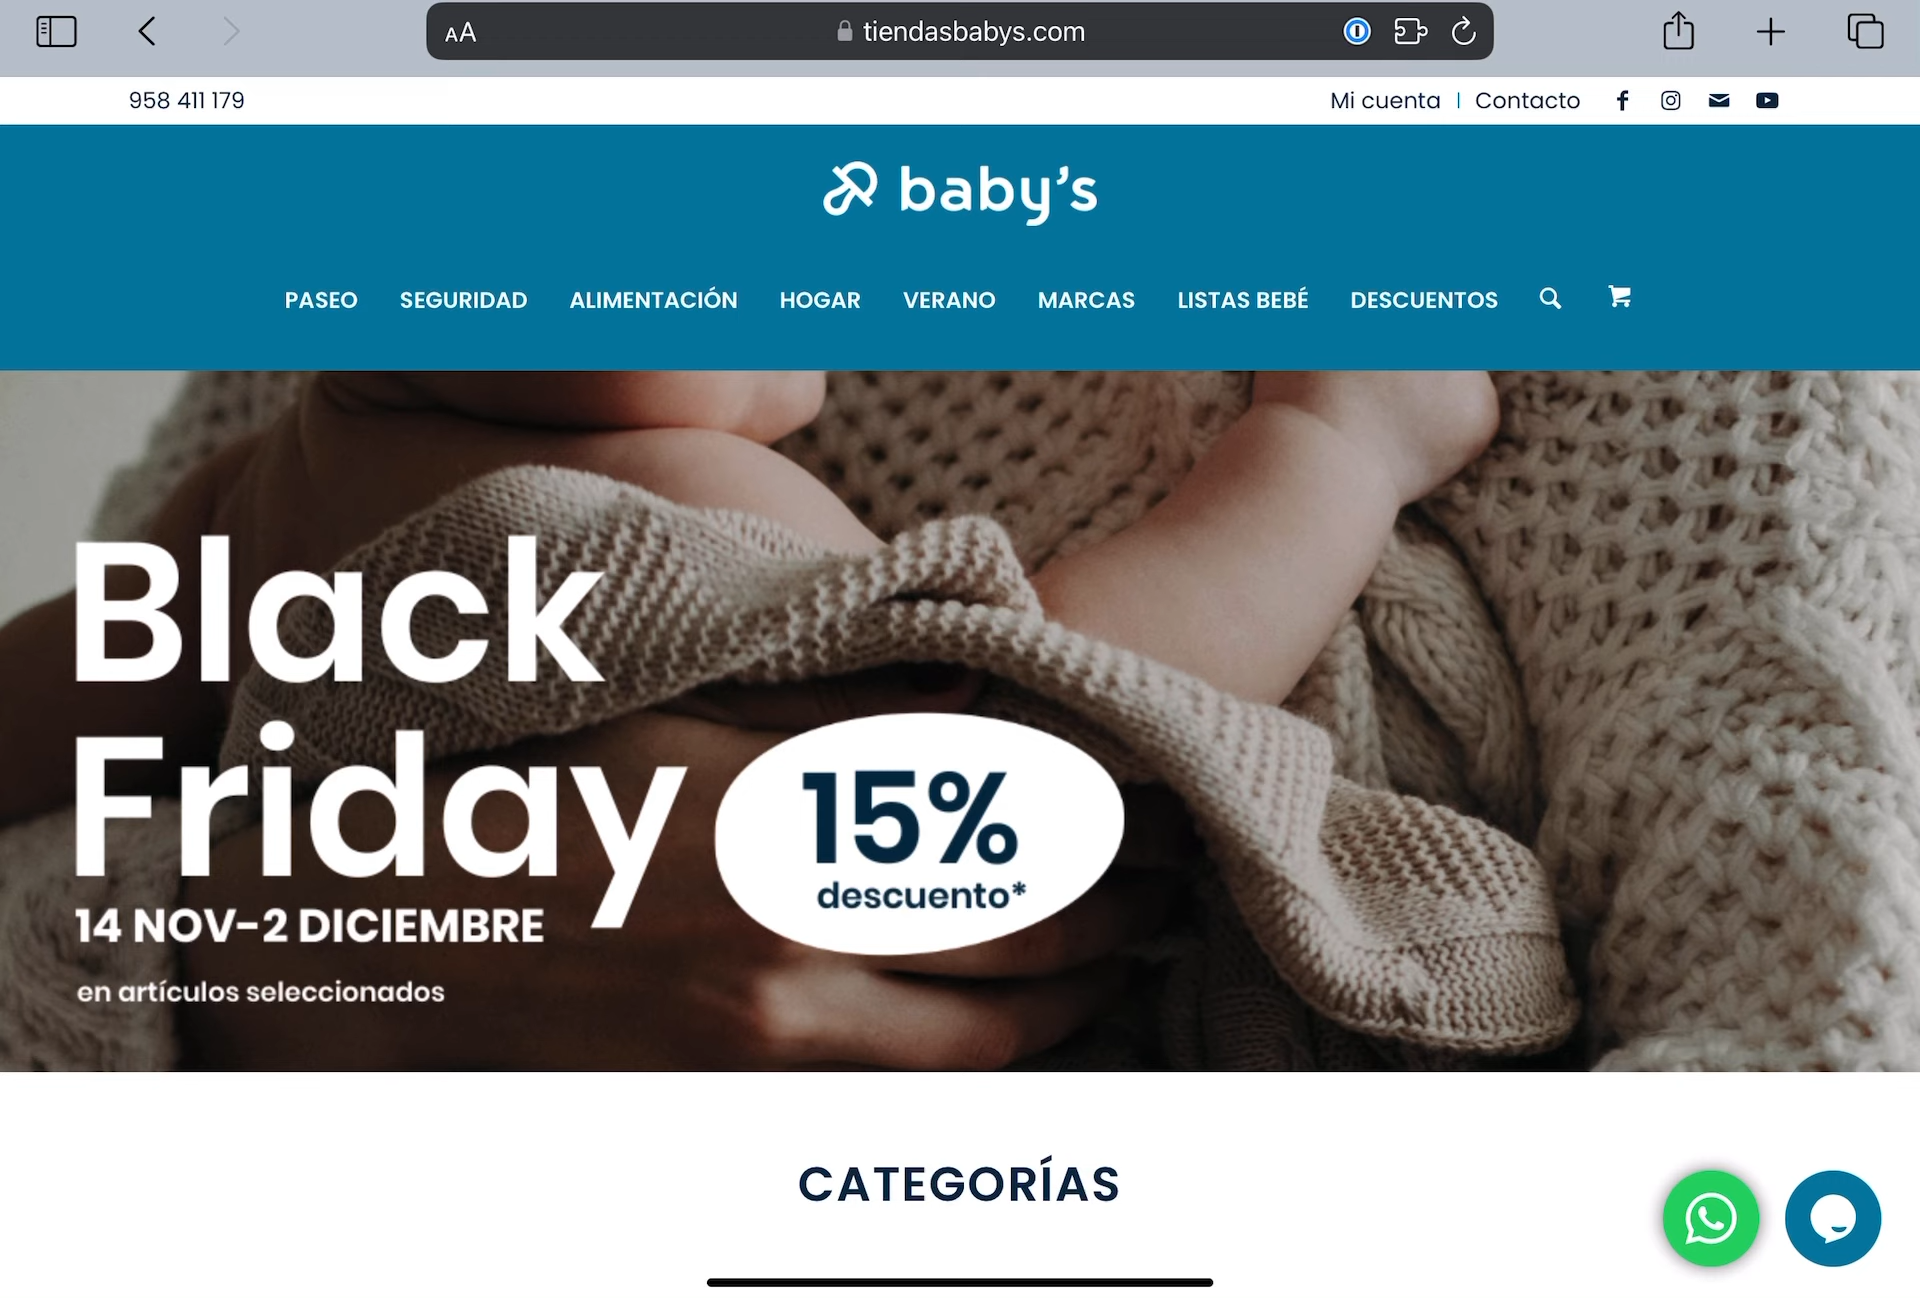 AA
tiendasbabys.com
958 411 179
Mi cuenta
Contacto
baby's
PASEO
SEGURIDAD
ALIMENTACIÓN
HOGAR
VERANO
MARCAS
LISTAS BEBÉ
DESCUENTOS
Black
Friday
15%
descuento*
14 NOV-2 DICIEMBRE
en artículos seleccionados
CATEGORÍAS